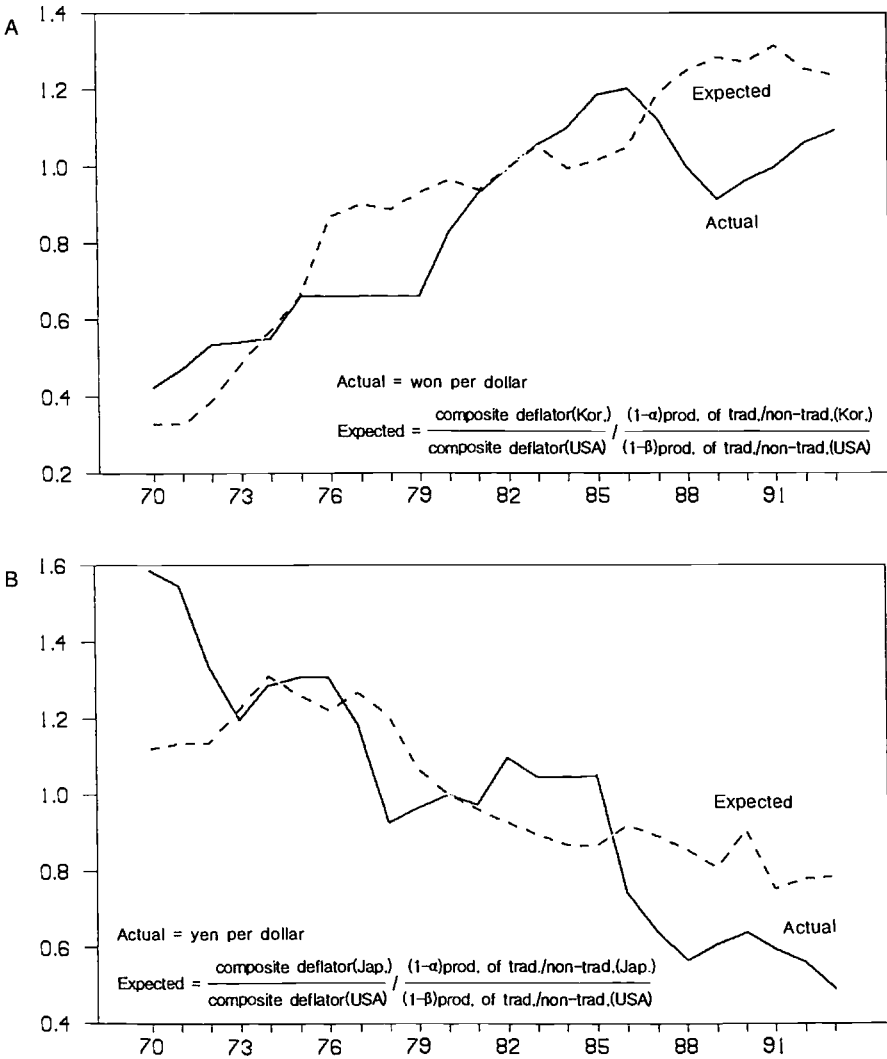 A
1.4
1.2
1.0
0.8
0.6
0.4
0.2
Expected
Actual
Actual = won per dollar
Expected = composite deflator(Kor.) / (1-α)prod. of trad./non-trad.(Kor.)
composite deflator(USA) (1-β)prod. of trad./non-trad.(USA)
70 73 76 79 82 85 88 91
B
1.6
1.4
1.2
1.0
0.8
0.6
0.4
Expected
Actual
Actual = yen per dollar
Expected = composite deflator(Jap.) / (1-α)prod. of trad./non-trad.(Jap.)
composite deflator(USA) (1-β)prod. of trad./non-trad.(USA)
70 73 76 79 82 85 88 91